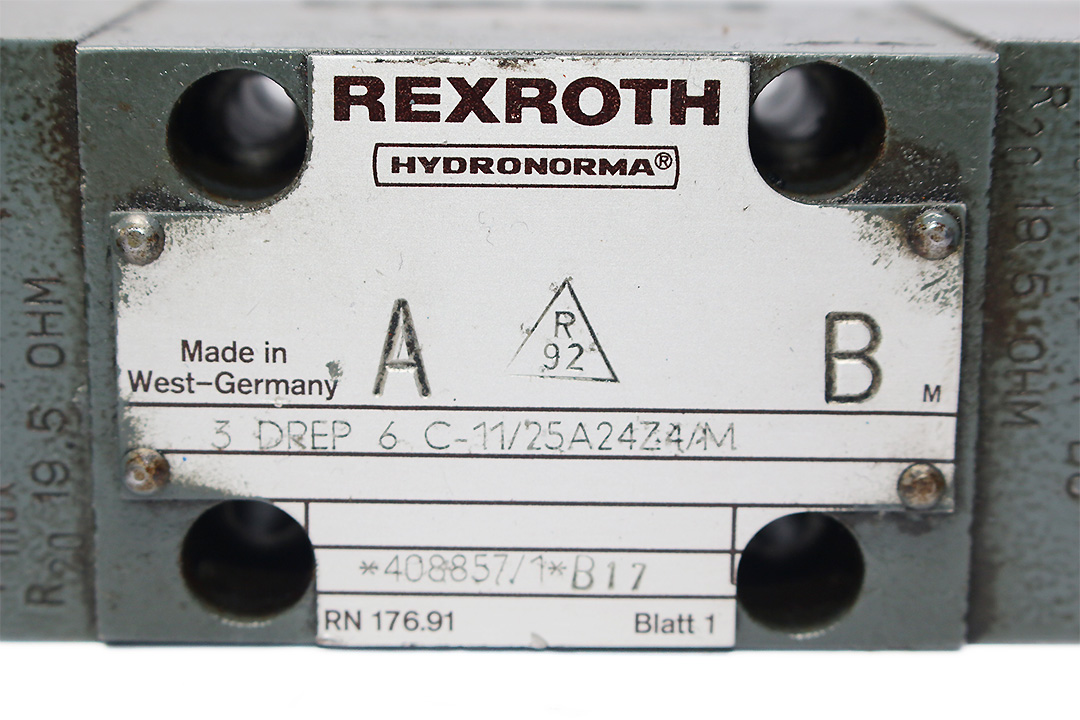 REXROTH
HYDRONORMA®
R
92
A
B
Made in
West-Germany
M
3 DREP 6 C-11/25A24Z4/M
*408857/1*B17
RN 176.91
Blatt 1
R20 19,5 OHM
R20 19,5 OHM